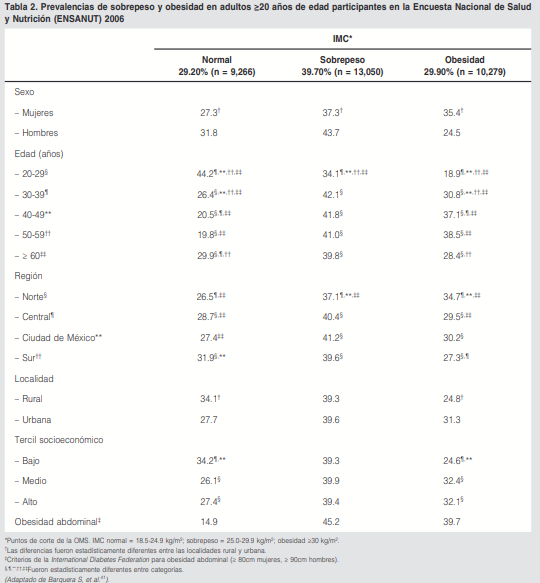 Tabla 2. Prevalencias de sobrepeso y obesidad en adultos ≥20 años de edad participantes en la Encuesta Nacional de Salud
y Nutrición (ENSANUT) 2006
IMC*
Normal Sobrepeso Obesidad
29.20% (n = 9,266) 39.70% (n = 13,050) 29.90% (n = 10,279)
Sexo
– Mujeres 27.3† 37.3† 35.4†
– Hombres 31.8 43.7 24.5
Edad (años)
– 20-29§ 44.2¶,**,††,‡‡ 34.1¶,**,††,‡‡ 18.9¶,**,††,‡‡
– 30-39¶ 26.4§,**,††,‡‡ 42.1§ 30.8§,**,††,‡‡
– 40-49** 20.5§,¶,‡‡ 41.8§ 37.1§,¶,‡‡
– 50-59†† 19.8§,‡‡ 41.0§ 38.5§,‡‡
– ≥ 60‡‡ 29.9§,¶,†† 39.8§ 28.4§,††
Región
– Norte§ 26.5¶,‡‡ 37.1¶,**,‡‡ 34.7¶,**,‡‡
– Central¶ 28.7§,‡‡ 40.4§ 29.5§,‡‡
– Ciudad de México** 27.4‡‡ 41.2§ 30.2§
– Sur†† 31.9§,** 39.6§ 27.3§,¶
Localidad
– Rural 34.1† 39.3 24.8†
– Urbana 27.7 39.6 31.3
Tercil socioeconómico
– Bajo 34.2¶,** 39.3 24.6¶,**
– Medio 26.1§ 39.9 32.4§
– Alto 27.4§ 39.4 32.1§
Obesidad abdominal‡ 14.9 45.2 39.7
*Puntos de corte de la OMS. IMC normal = 18.5-24.9 kg/m²; sobrepeso = 25.0-29.9 kg/m²; obesidad ≥30 kg/m².
†Las diferencias fueron estadísticamente diferentes entre las localidades rural y urbana.
‡Criterios de la International Diabetes Federation para obesidad abdominal (≥ 80cm mujeres, ≥ 90cm hombres).
§,¶,**,††,‡‡Fueron estadísticamente diferentes entre categorías.
(Adaptado de Barquera S, et al.⁴¹).